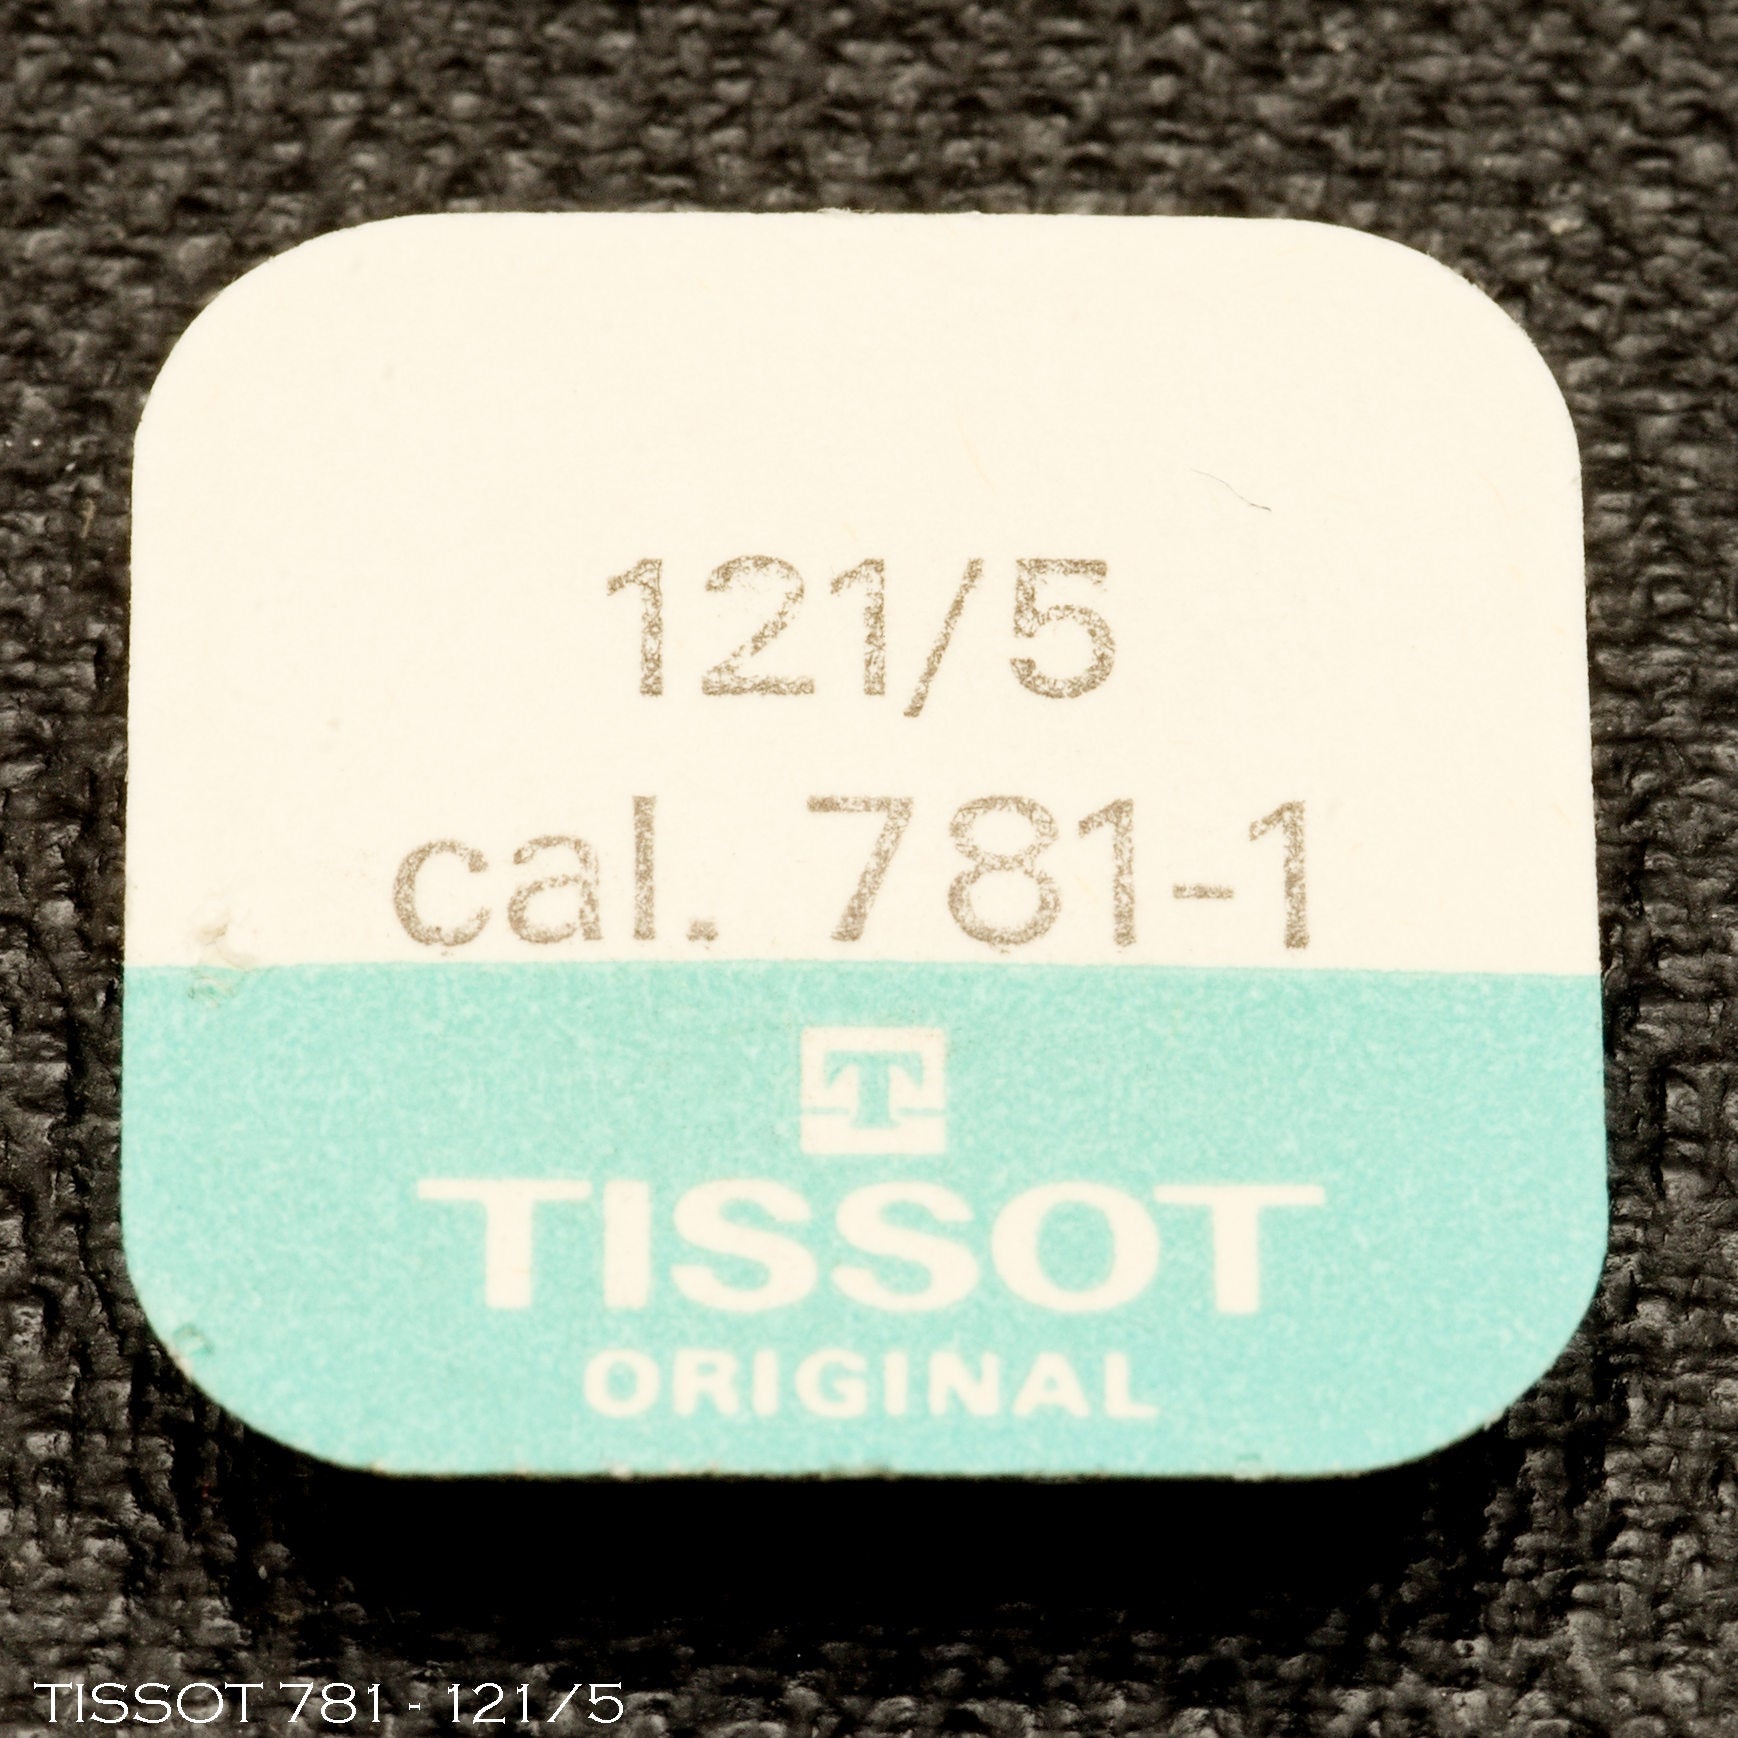 121/5
cal. 781-1
T
TISSOT
ORIGINAL
TISSOT 781 - 121/5